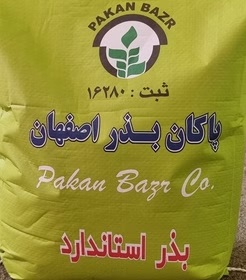 PAKAN BAZR
ثبت : ۱۶۲۸۰
پاکان بذر اصفهان
Pakan Bazr Co.
بذر استاندارد